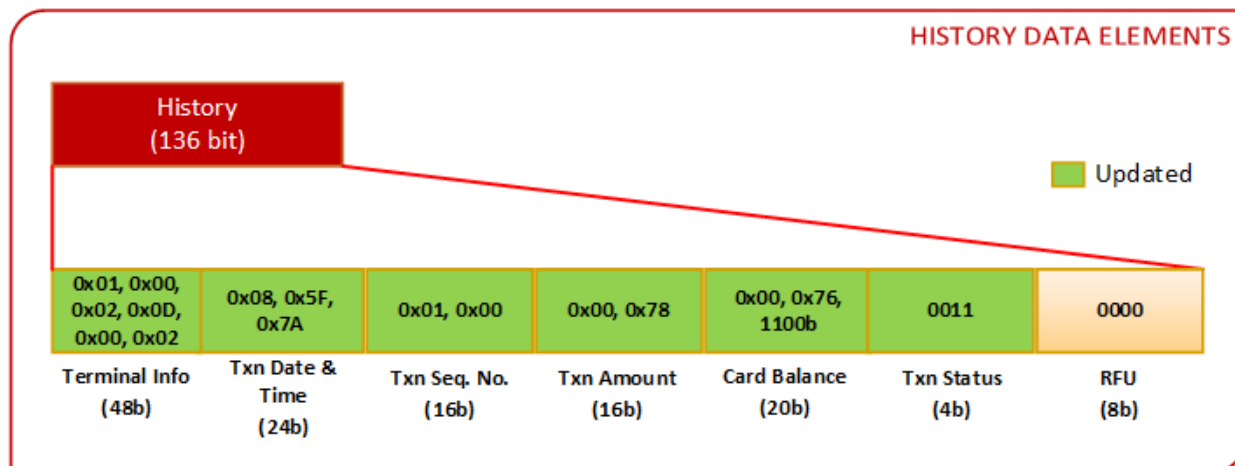 HISTORY DATA ELEMENTS
History
(136 bit)
Updated
0x01, 0x00,
0x02, 0x0D,
0x00, 0x02
0x08, 0x5F,
0x7A
0x01, 0x00
0x00, 0x78
0x00, 0x76,
1100b
0011
0000
Terminal Info
(48b)
Txn Date &
Time
(24b)
Txn Seq. No.
(16b)
Txn Amount
(16b)
Card Balance
(20b)
Txn Status
(4b)
RFU
(8b)